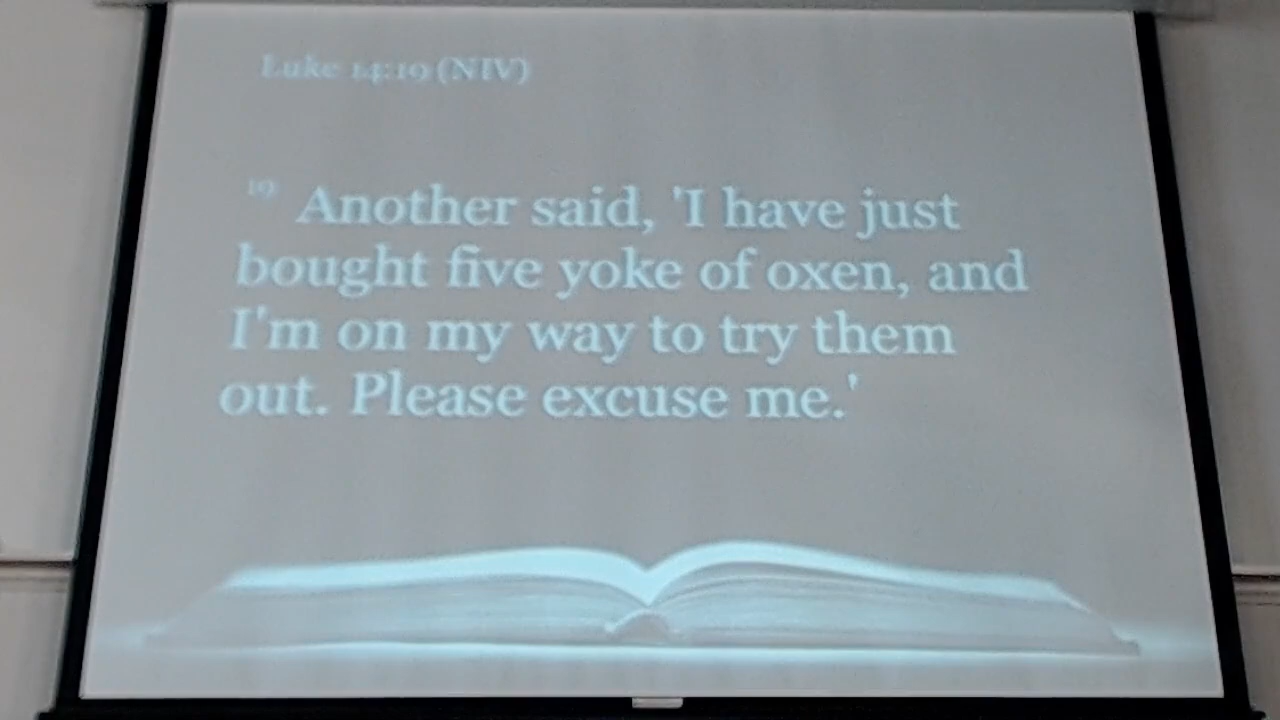 Luke 14:19 (NIV)
19 Another said, 'I have just
bought five yoke of oxen, and
I'm on my way to try them
out. Please excuse me.'